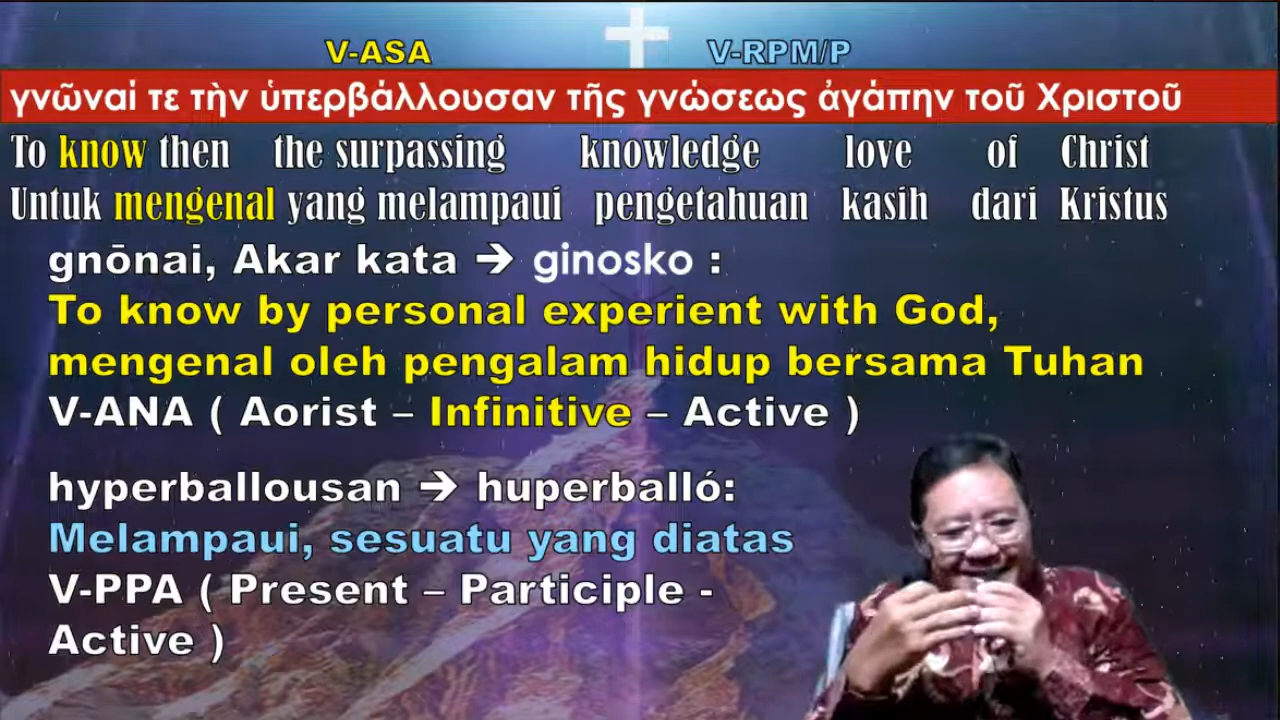 V-ASA V-RPM/P
γνῶναί τε τὴν ὑπερβάλλουσαν τῆς γνώσεως ἀγάπην τοῦ Χριστοῦ
To know then the surpassing knowledge love of Christ
Untuk mengenal yang melampaui pengetahuan kasih dari Kristus
gnōnai, Akar kata ➔ ginosko :
To know by personal experient with God,
mengenal oleh pengalam hidup bersama Tuhan
V-ANA ( Aorist – Infinitive – Active )
hyperballousan ➔ huperballó:
Melampaui, sesuatu yang diatas
V-PPA ( Present – Participle -
Active )